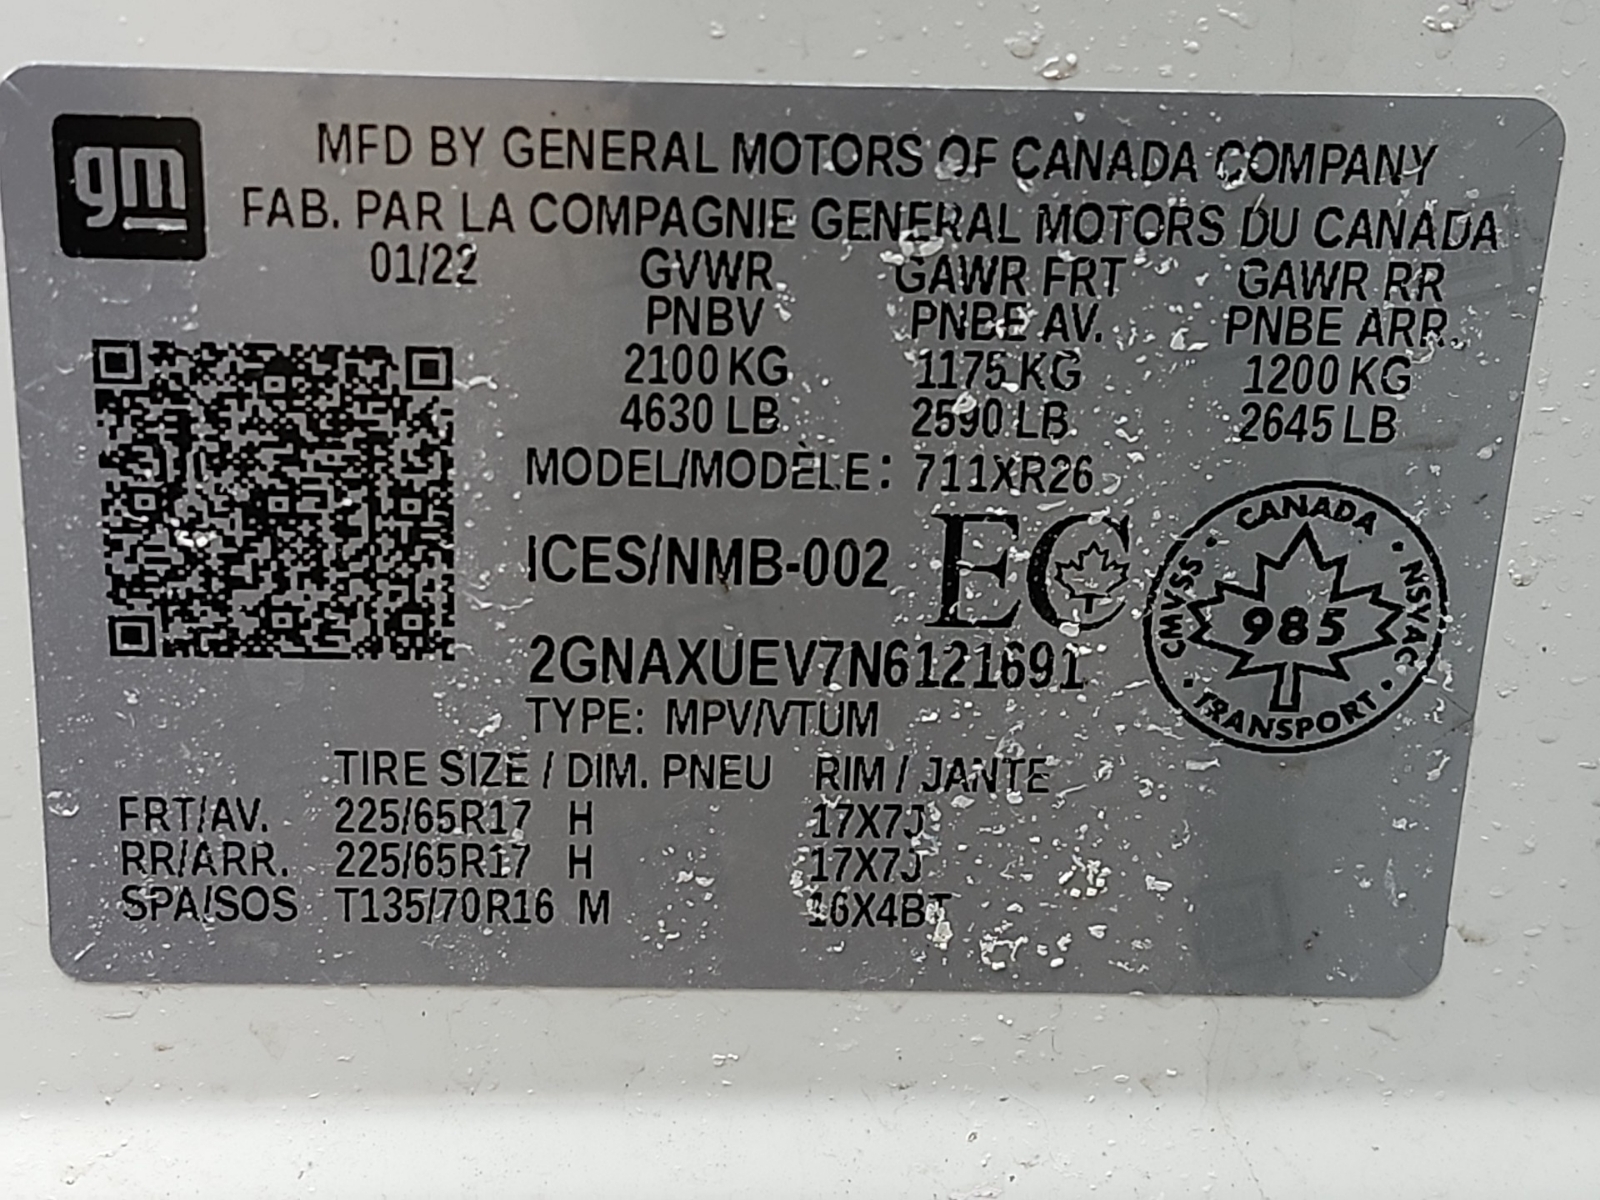 gm
MFD BY GENERAL MOTORS OF CANADA COMPANY
FAB. PAR LA COMPAGNIE GENERAL MOTORS DU CANADA
01/22 GVWR GAWR FRT GAWR RR
PNBV PNBE AV. PNBE ARR.
2100 KG 1175 KG 1200 KG
4630 LB 2590 LB 2645 LB
MODEL/MODÈLE: 711XR26
ICES/NMB-002 EC
CANADA
CMVSS
985
NSVAC
TRANSPORT
2GNAXUEV7N6121691
TYPE: MPV/VTUM
TIRE SIZE / DIM. PNEU RIM / JANTE
FRT/AV. 225/65R17 H 17X7J
RR/ARR. 225/65R17 H 17X7J
SPA/SOS T135/70R16 M 16X4BT